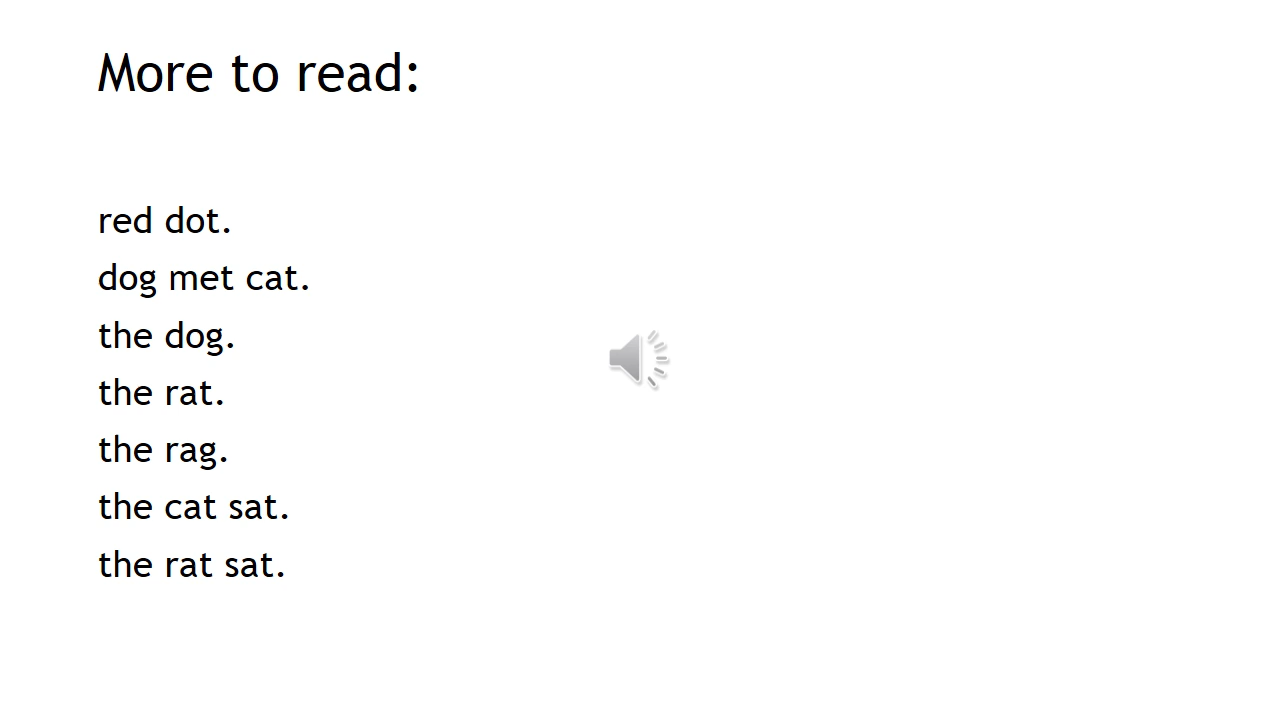 More to read:
red dot.
dog met cat.
the dog.
the rat.
the rag.
the cat sat.
the rat sat.